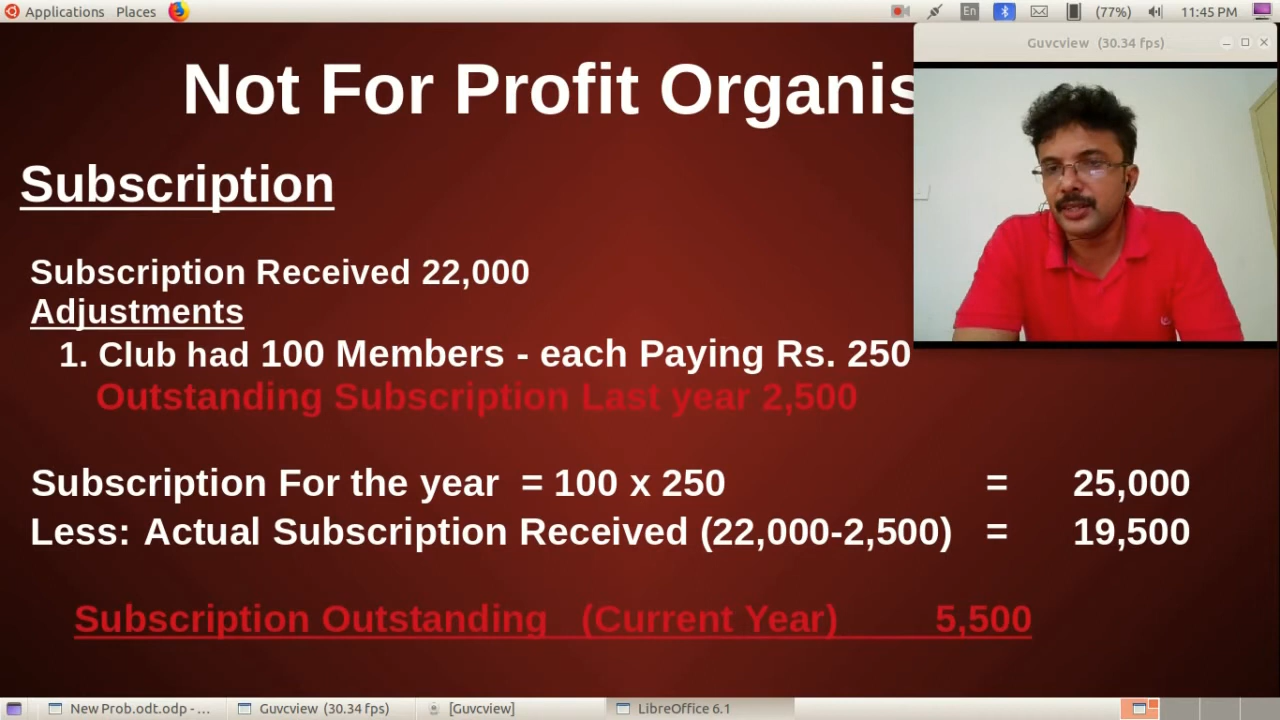 Applications Places En (77%) 11:45 PM
Guvcview (30.34 fps)
Not For Profit Organis
Subscription
Subscription Received 22,000
Adjustments
1. Club had 100 Members - each Paying Rs. 250
Outstanding Subscription Last year 2,500
Subscription For the year = 100 x 250 = 25,000
Less: Actual Subscription Received (22,000-2,500) = 19,500
Subscription Outstanding (Current Year) 5,500
New Prob.odt.odp - ... Guvcview (30.34 fps) [Guvcview] LibreOffice 6.1